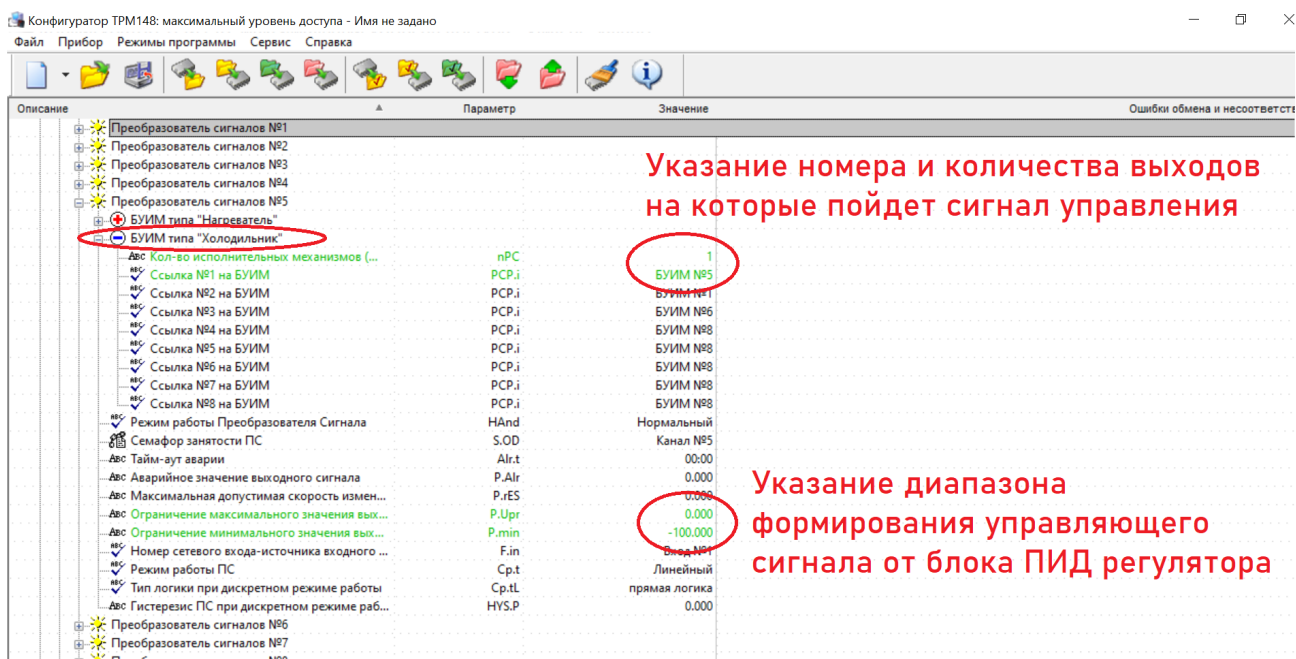 Конфигуратор ТРМ148: максимальный уровень доступа - Имя не задано
Файл Прибор Режимы программы Сервис Справка
Описание Параметр Значение Ошибки обмена и несоответств
Преобразователь сигналов №1
Преобразователь сигналов №2
Преобразователь сигналов №3
Преобразователь сигналов №4
Преобразователь сигналов №5
Указание номера и количества выходов
на которые пойдет сигнал управления
БУИМ типа "Нагреватель"
БУИМ типа "Холодильник"
Кол-во исполнительных механизмов (... nPC 1
Ссылка №1 на БУИМ PCP.i БУИМ №5
Ссылка №2 на БУИМ PCP.i БУИМ №1
Ссылка №3 на БУИМ PCP.i БУИМ №6
Ссылка №4 на БУИМ PCP.i БУИМ №8
Ссылка №5 на БУИМ PCP.i БУИМ №8
Ссылка №6 на БУИМ PCP.i БУИМ №8
Ссылка №7 на БУИМ PCP.i БУИМ №8
Ссылка №8 на БУИМ PCP.i БУИМ №8
Режим работы Преобразователя Сигнала HAnd Нормальный
Семафор занятости ПС S.OD Канал №5
Тайм-аут аварии Alr.t 00:00
Аварийное значение выходного сигнала P.Alr 0.000
Максимальная допустимая скорость измен... P.rES 0.000
Ограничение максимального значения вых... P.Upr 0.000
Ограничение минимального значения вых... P.min -100.000
Номер сетевого входа-источника входного ... F.in Вход №1
Режим работы ПС Cp.t Линейный
Тип логики при дискретном режиме работы Cp.tL прямая логика
Гистерезис ПС при дискретном режиме раб... HYS.P 0.000
Указание диапазона
формирования управляющего
сигнала от блока ПИД регулятора
Преобразователь сигналов №6
Преобразователь сигналов №7